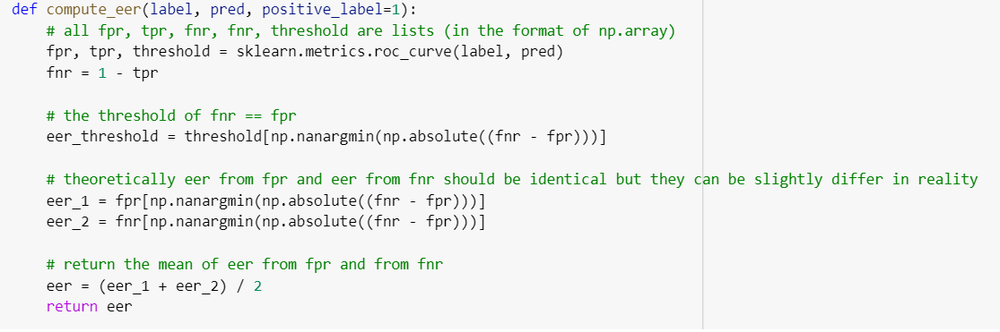 def compute_eer(label, pred, positive_label=1):
# all fpr, tpr, fnr, fnr, threshold are lists (in the format of np.array)
fpr, tpr, threshold = sklearn.metrics.roc_curve(label, pred)
fnr = 1 - tpr
# the threshold of fnr == fpr
eer_threshold = threshold[np.nanargmin(np.absolute((fnr - fpr)))]
# theoretically eer from fpr and eer from fnr should be identical but they can be slightly differ in reality
eer_1 = fpr[np.nanargmin(np.absolute((fnr - fpr)))]
eer_2 = fnr[np.nanargmin(np.absolute((fnr - fpr)))]
# return the mean of eer from fpr and from fnr
eer = (eer_1 + eer_2) / 2
return eer